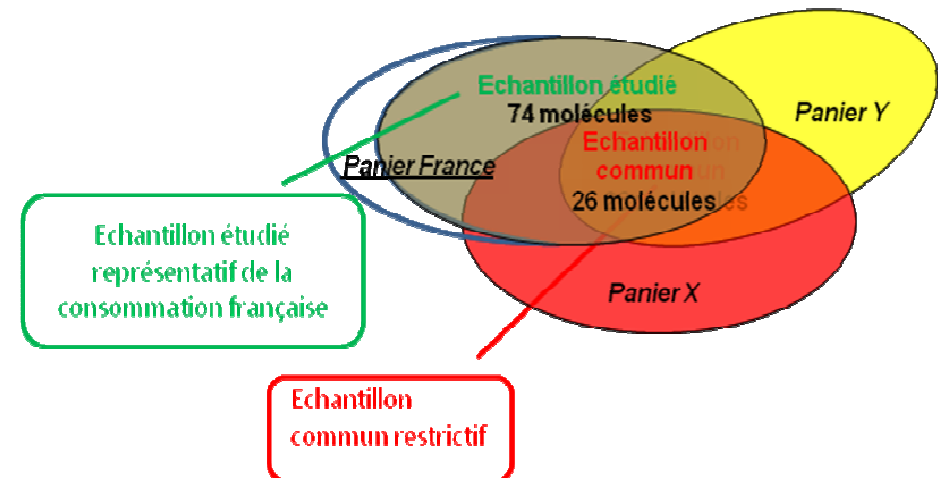 Echantillon étudié
74 molécules
Panier Y
Echantillon
commun
26 molécules
Panier France
Panier X
Echantillon étudié
représentatif de la
consommation française
Echantillon
commun restrictif